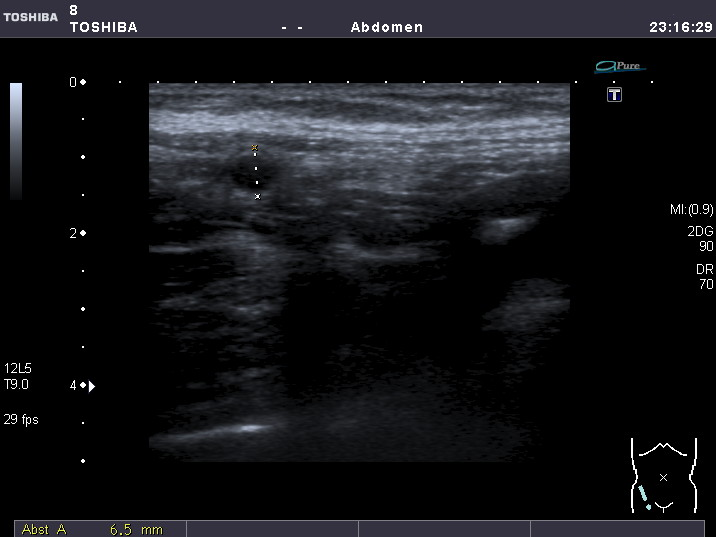 TOSHIBA
8
TOSHIBA - - Abdomen 23:16:29
0
Pure
T
2
4
MI:(0.9)
2DG
90
DR
70
12L5
T9.0
29 fps
Abst A 6.5 mm